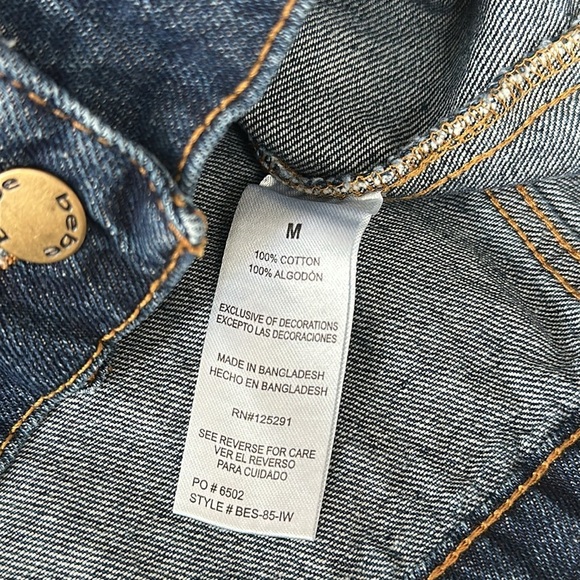 bebe
M
100% COTTON
100% ALGODÓN
EXCLUSIVE OF DECORATIONS
EXCEPTO LAS DECORACIONES
MADE IN BANGLADESH
HECHO EN BANGLADESH
RN#125291
SEE REVERSE FOR CARE
VER EL REVERSO
PARA CUIDADO
PO # 6502
STYLE # BES-85-IW